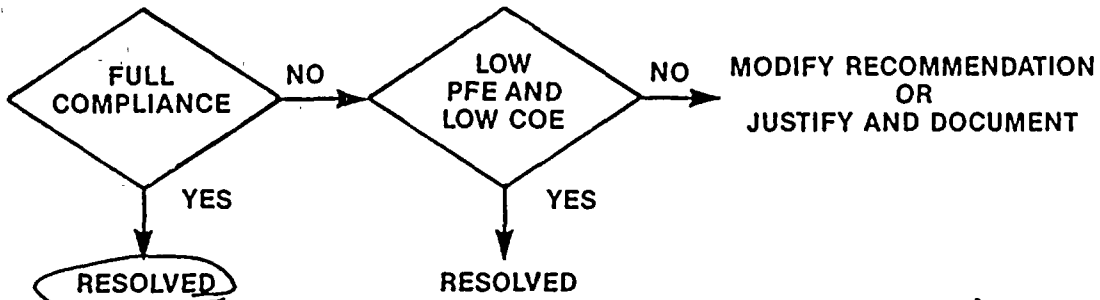 FULL
COMPLIANCE
NO
LOW
PFE AND
LOW COE
NO
MODIFY RECOMMENDATION
OR
JUSTIFY AND DOCUMENT
YES
YES
RESOLVED
RESOLVED